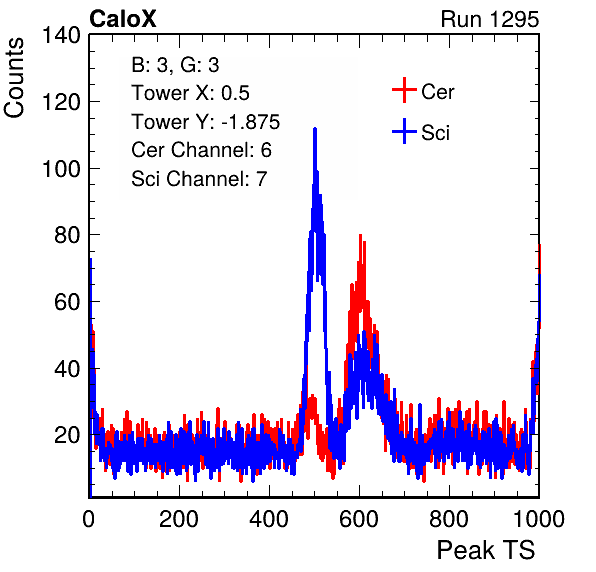 CaloX Run 1295
Counts
140
120
100
80
60
40
20
B: 3, G: 3
Tower X: 0.5
Tower Y: -1.875
Cer Channel: 6
Sci Channel: 7
Cer
Sci
0 200 400 600 800 1000
Peak TS